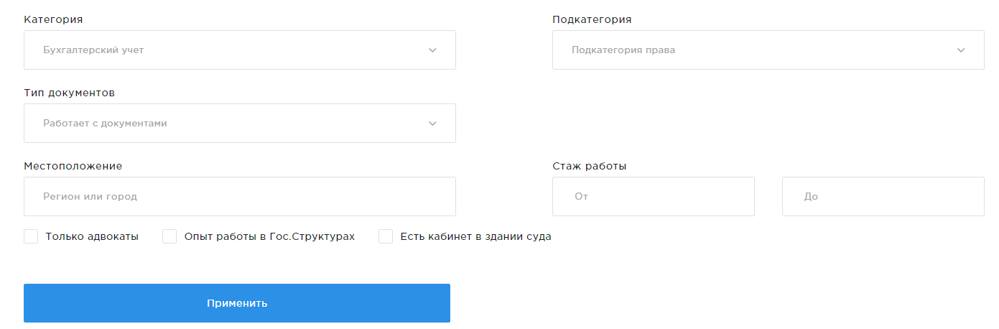 Категория
Подкатегория
Бухгалтерский учет
Подкатегория права
Тип документов
Работает с документами
Местоположение
Стаж работы
Регион или город
От
До
Только адвокаты
Опыт работы в Гос.Структурах
Есть кабинет в здании суда
Применить